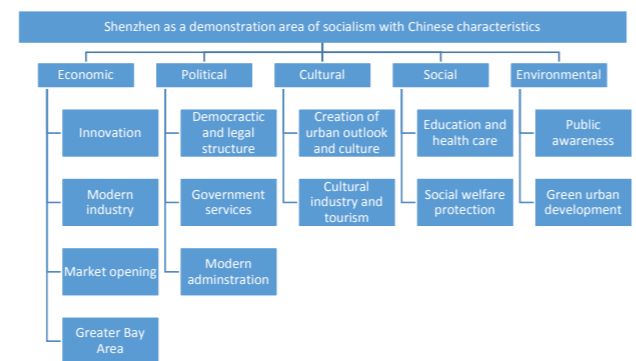 Shenzhen as a demonstration area of socialism with Chinese characteristics
Economic
Political
Cultural
Social
Environmental
Innovation
Democractic
and legal
structure
Creation of
urban outlook
and culture
Education and
health care
Public
awareness
Modern
industry
Government
services
Cultural
industry and
tourism
Social welfare
protection
Green urban
development
Market opening
Modern
adminstration
Greater Bay
Area